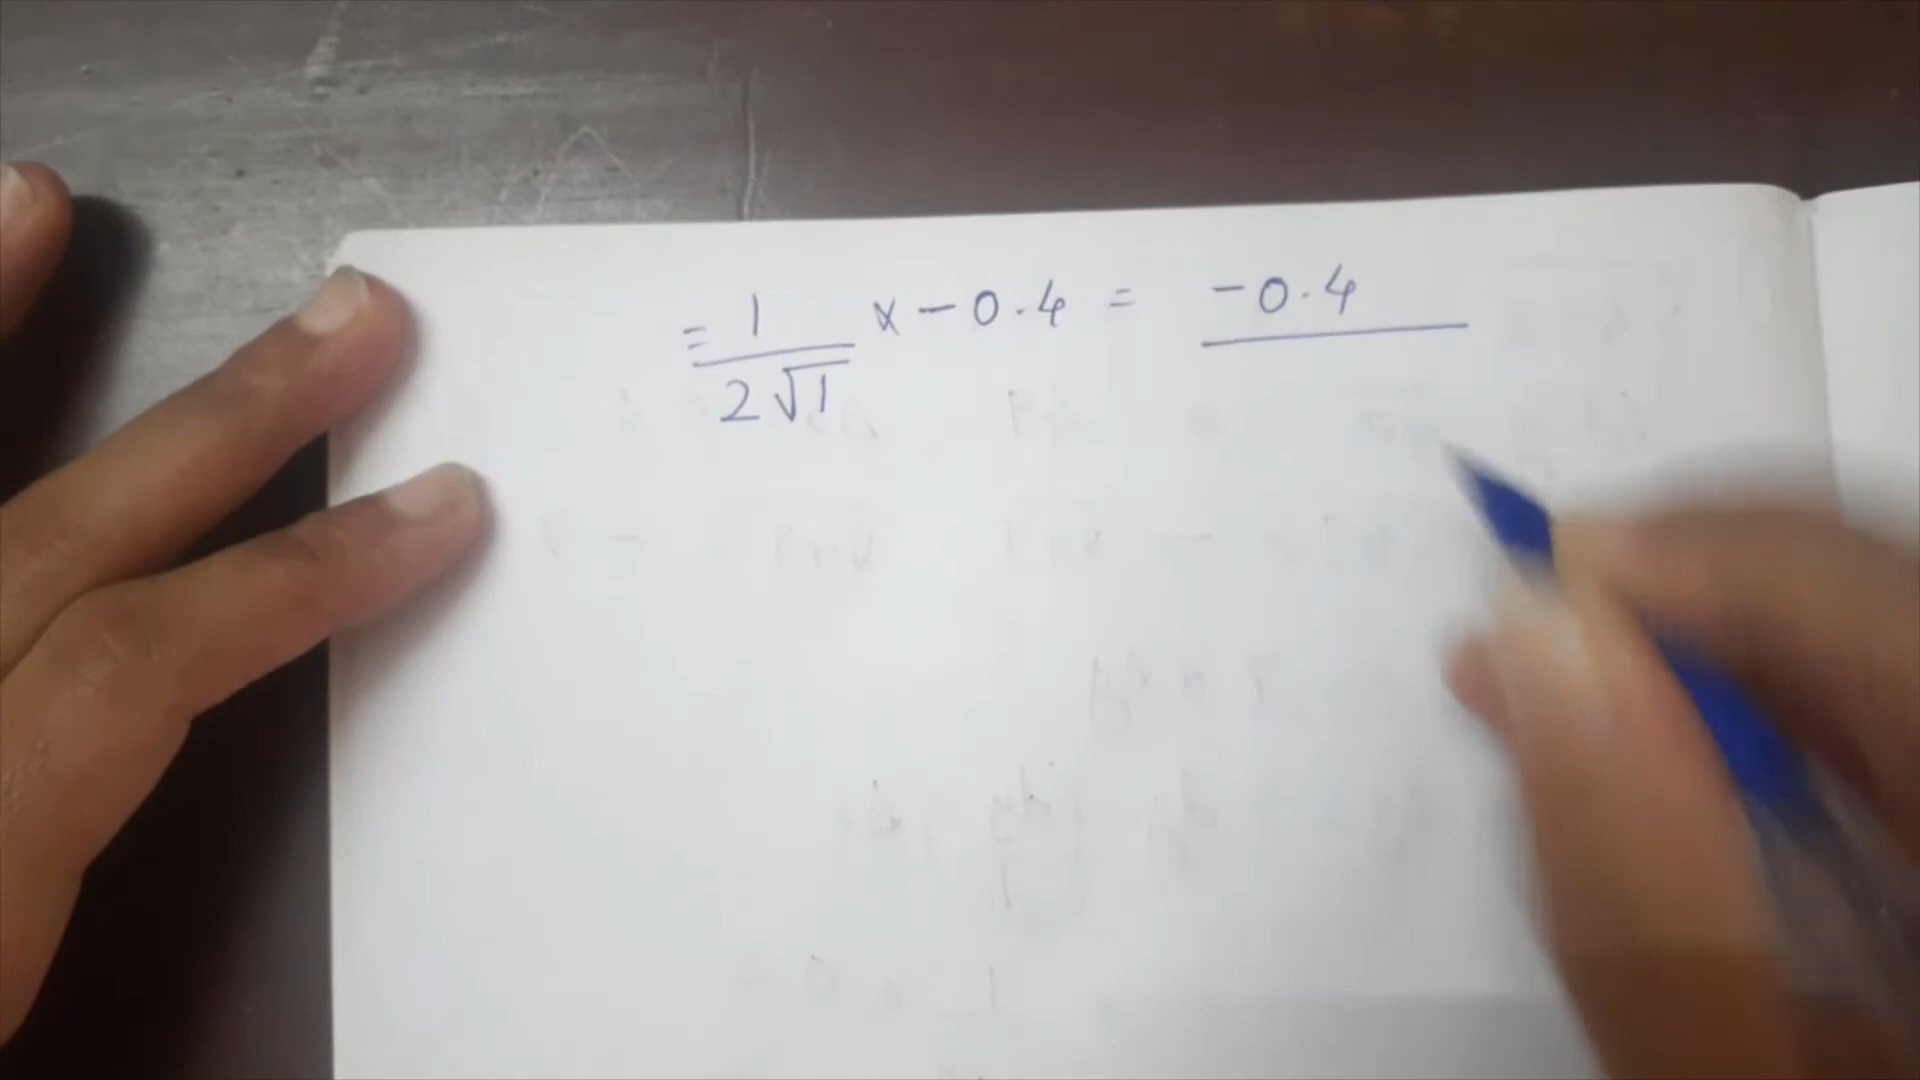 = 1/2√1 x - 0.4 = -0.4/